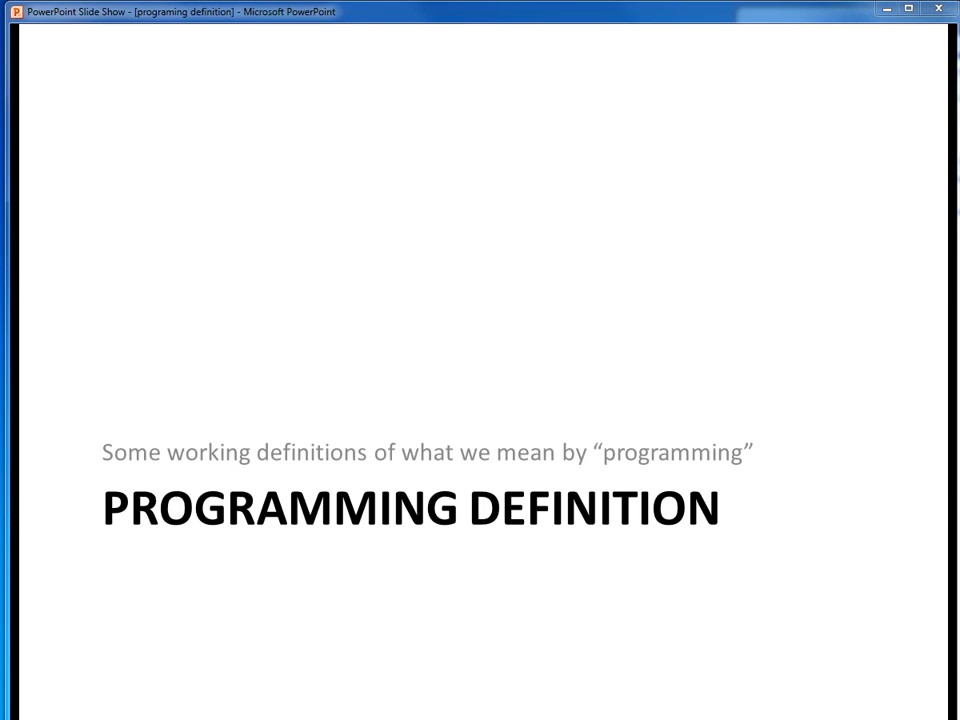 PowerPoint Slide Show - [programing definition] - Microsoft PowerPoint
Some working definitions of what we mean by “programming”
PROGRAMMING DEFINITION